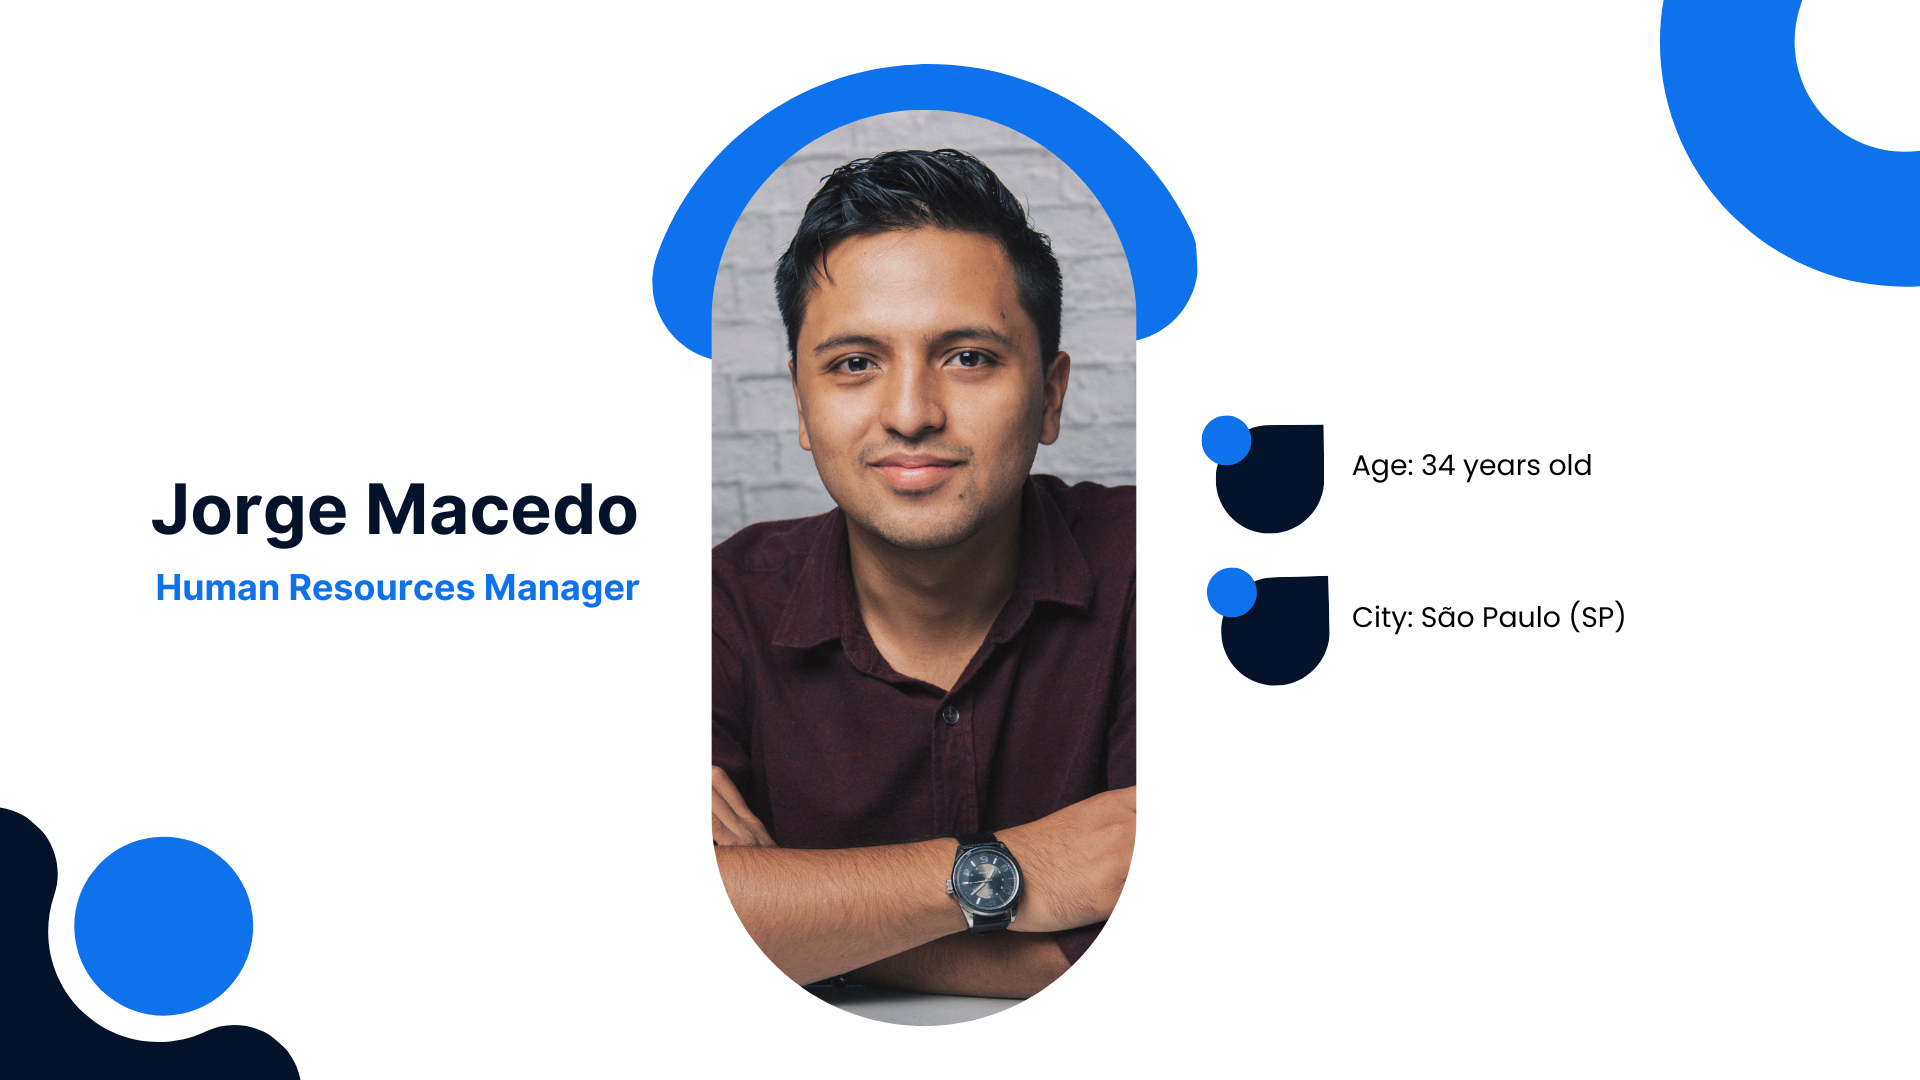 Jorge Macedo
Human Resources Manager
Age: 34 years old
City: São Paulo (SP)